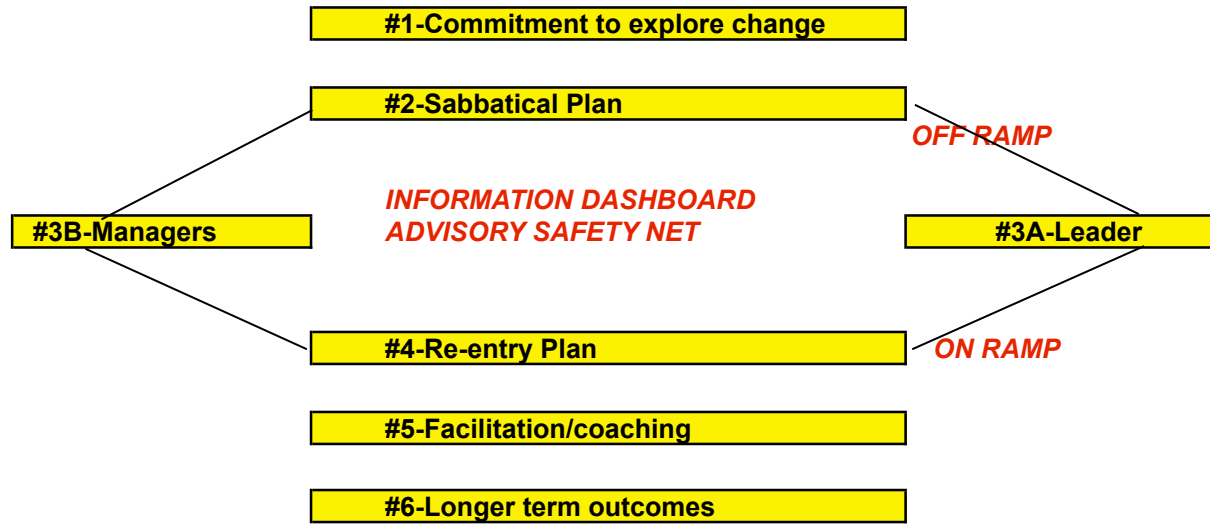 #1-Commitment to explore change
#2-Sabbatical Plan
OFF RAMP
INFORMATION DASHBOARD
ADVISORY SAFETY NET
#3B-Managers
#3A-Leader
#4-Re-entry Plan
ON RAMP
#5-Facilitation/coaching
#6-Longer term outcomes